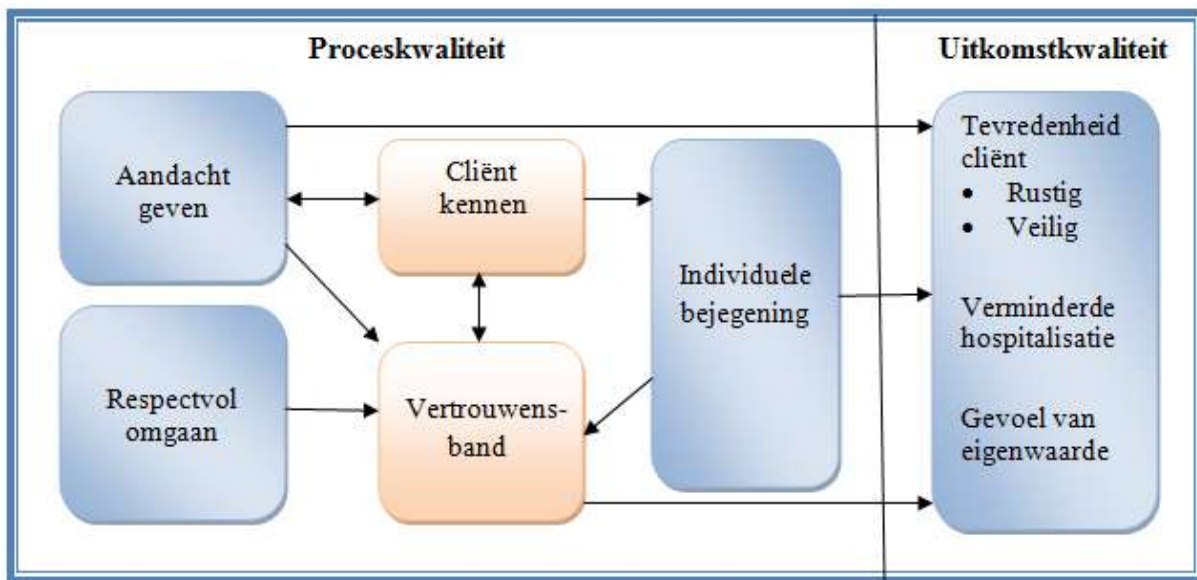 Proceskwaliteit
Uitkomstkwaliteit
Aandacht
geven
Cliënt
kennen
Individuele
bejegening
Respectvol
omgaan
Vertrouwens-
band
Tevredenheid
cliënt
• Rustig
• Veilig
Verminderde
hospitalisatie
Gevoel van
eigenwaarde